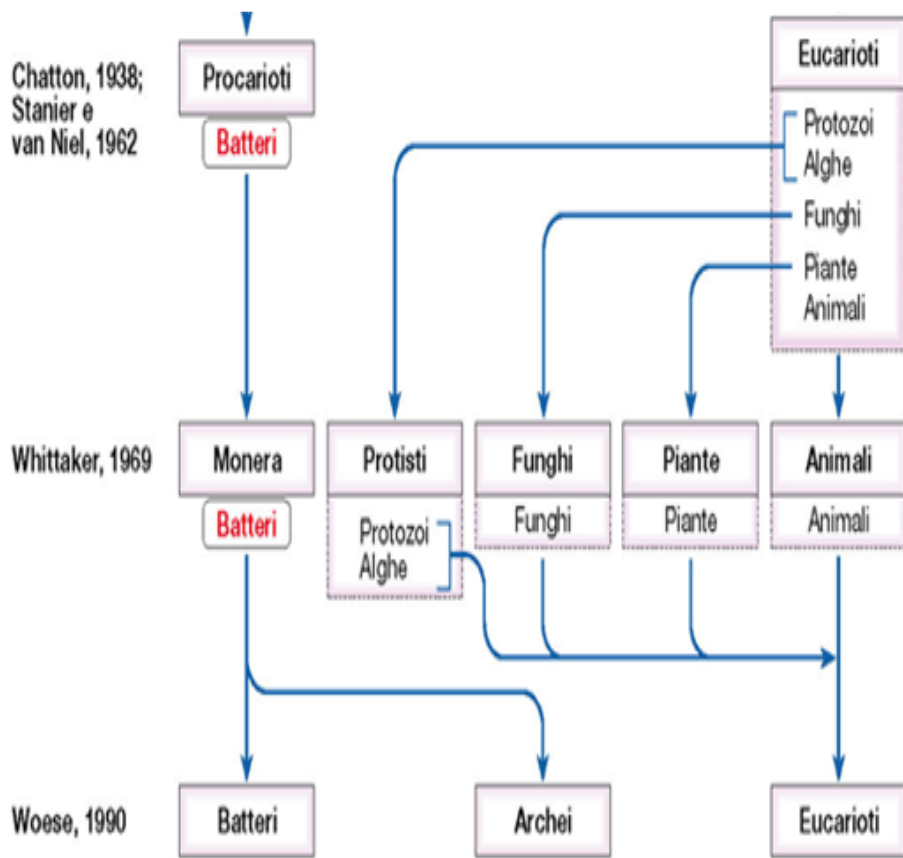 Chatton, 1938;
Stanier e
van Niel, 1962
Procarioti
Batteri
Eucarioti
Protozoi
Alghe
Funghi
Piante
Animali
Whittaker, 1969
Monera
Batteri
Protisti
Protozoi
Alghe
Funghi
Funghi
Piante
Piante
Animali
Animali
Woese, 1990
Batteri
Archei
Eucarioti